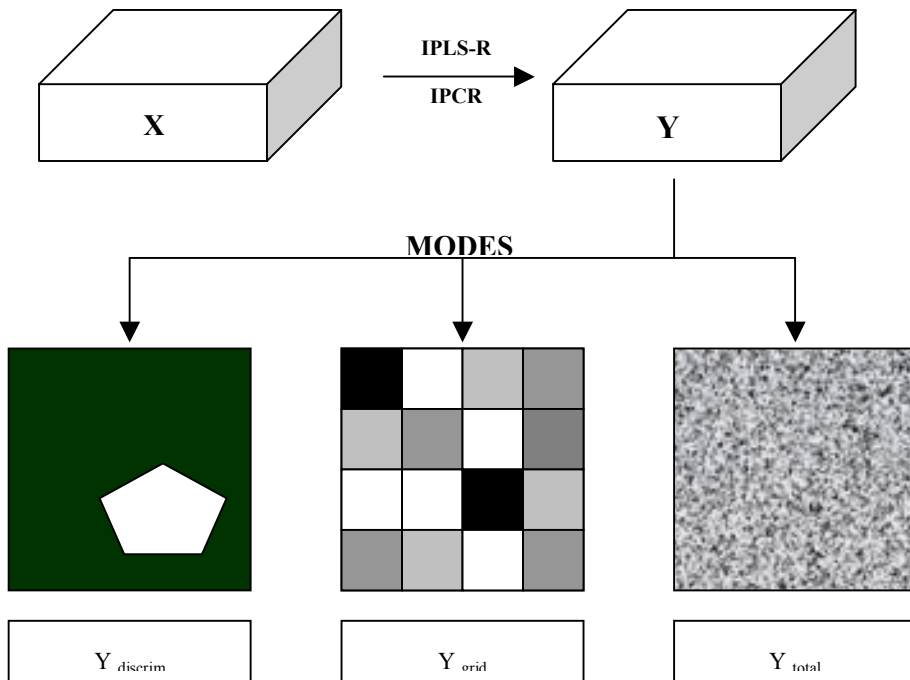 IPLS-R
IPCR
X
Y
MODES
Y discrim
Y grid
Y total